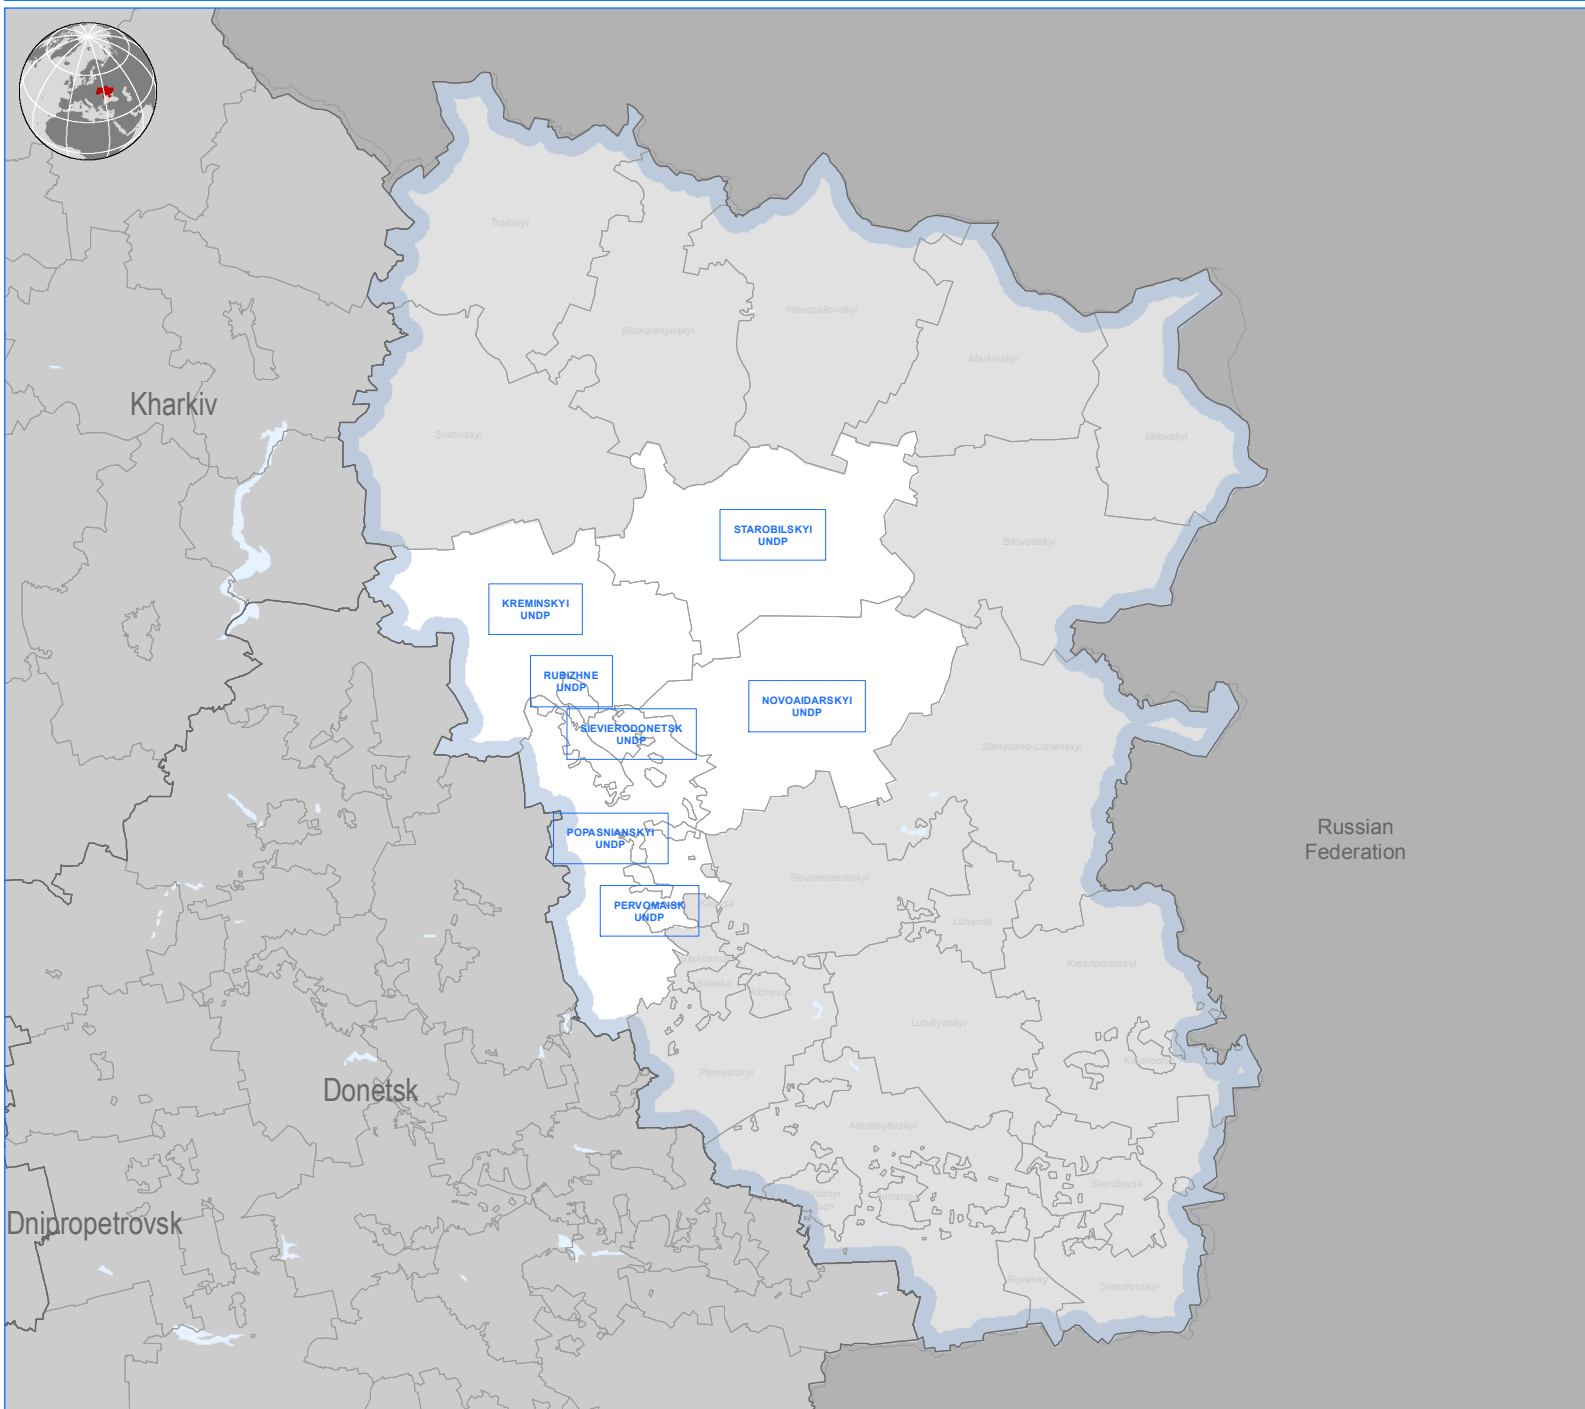 Troitskyi
Novopskovskyi
Bilokurakynskyi
Markivskyi
Kharkiv
Svativskyi
Milovskyi
STAROBILSKYI
UNDP
Bilovodskyi
KREMINSKYI
UNDP
RUBIZHNE
UNDP
NOVOAIDARSKYI
UNDP
SIEVIERODONETSK
UNDP
Stanychno-Luhanskyi
Russian
Federation
POPASNIANSKYI
UNDP
Slovianoserbskyi
PERVOMAISK
UNDP
Luhansk
Krasnodonskyi
Brianka
Lutuhynskyi
Perevalskyi
Donetsk
Antratsytivskyi
Sverdlovsk
Dnipropetrovsk
Rovenky
Sverdlovskyi